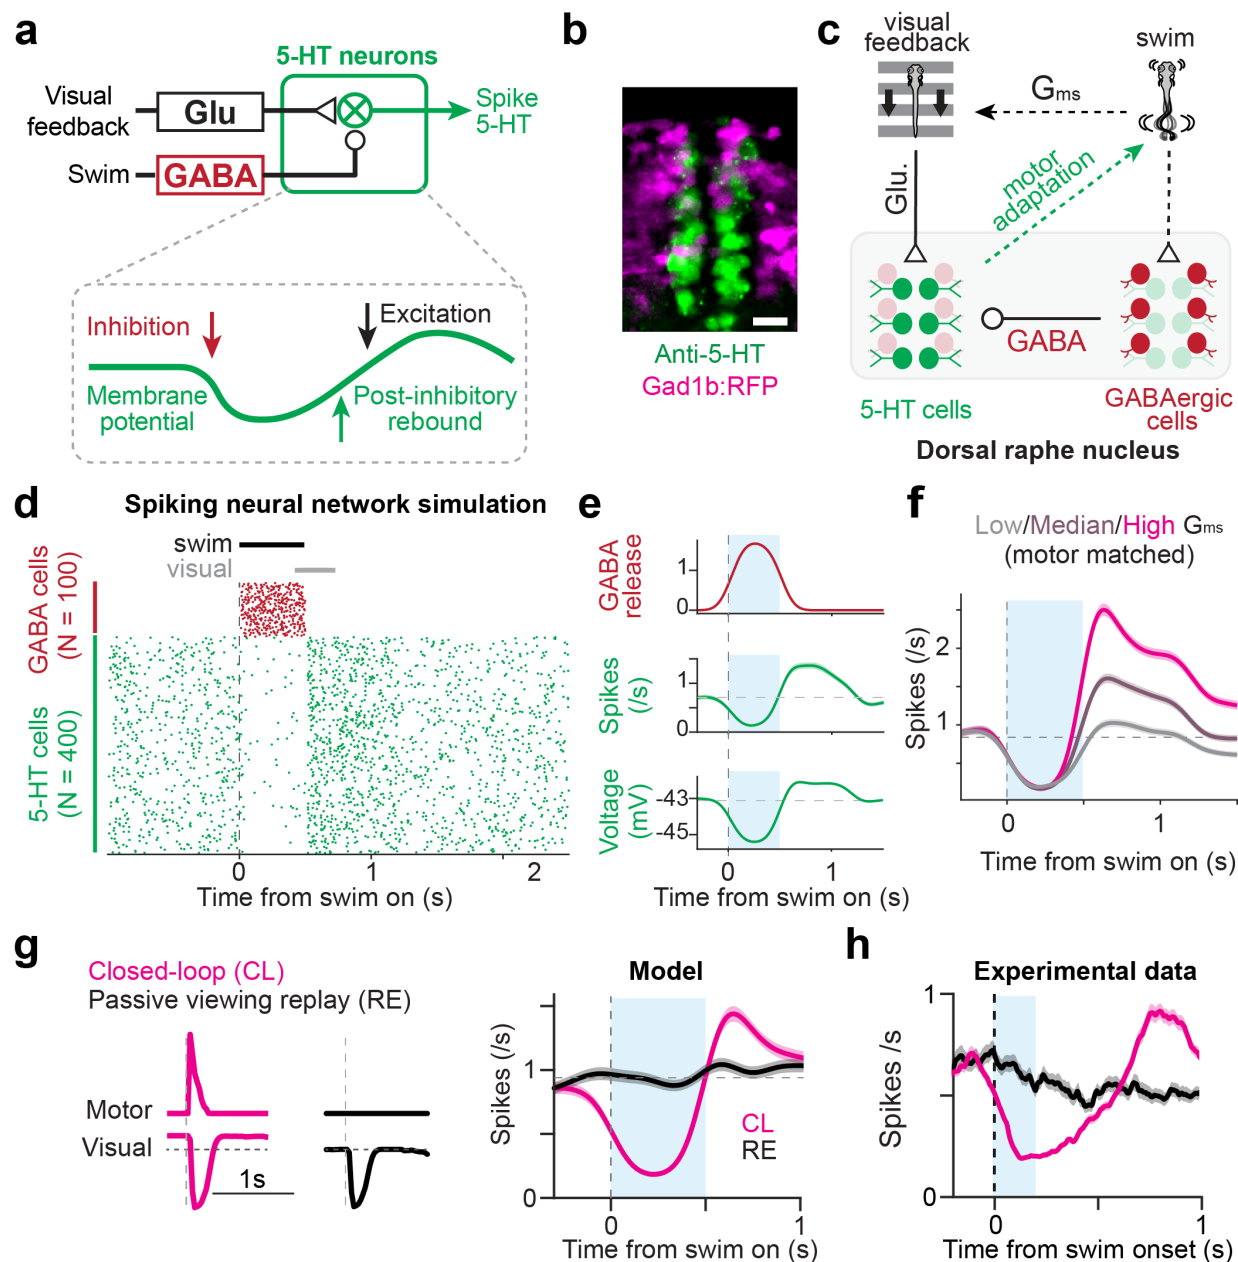 a
5-HT neurons
Visual
feedback
Glu
Spike
5-HT
Swim
GABA
Inhibition
Excitation
Membrane
potential
Post-inhibitory
rebound
b
Anti-5-HT
Gad1b:RFP
c
visual
feedback
swim
Gms
Glu.
motor
adaptation
GABA
5-HT cells
GABAergic
cells
Dorsal raphe nucleus
d
Spiking neural network simulation
swim
visual
GABA cells
(N = 100)
5-HT cells
(N = 400)
0
1
2
Time from swim on (s)
e
GABA
release
1
0
Spikes
(/s)
1
0
Voltage
(mV)
-43
-45
0
1
Time from swim on (s)
f
Low/Median/High Gms
(motor matched)
Spikes (/s)
2
1
0
1
Time from swim on (s)
g
Closed-loop (CL)
Passive viewing replay (RE)
Motor
Visual
1s
Model
Spikes (/s)
1
0
CL
RE
0
1
Time from swim on (s)
h
Experimental data
Spikes /s
1
0
0
1
Time from swim onset (s)